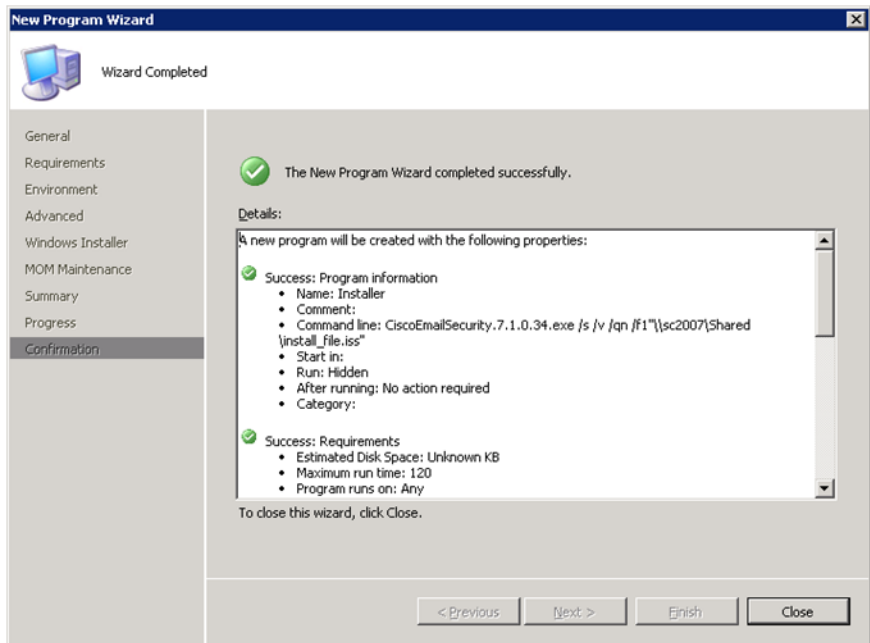 New Program Wizard
Wizard Completed
General
Requirements
Environment
Advanced
Windows Installer
MOM Maintenance
Summary
Progress
Confirmation
The New Program Wizard completed successfully.
Details:
A new program will be created with the following properties:
Success: Program information
• Name: Installer
• Comment:
• Command line: CiscoEmailSecurity.7.1.0.34.exe /s /v /qn /f1"\\sc2007\Shared
\install_file.iss"
• Start in:
• Run: Hidden
• After running: No action required
• Category:
Success: Requirements
• Estimated Disk Space: Unknown KB
• Maximum run time: 120
• Program runs on: Any
To close this wizard, click Close.
< Previous
Next >
Finish
Close